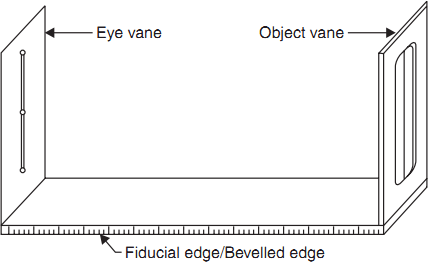 Eye vane
Object vane
Fiducial edge/Bevelled edge